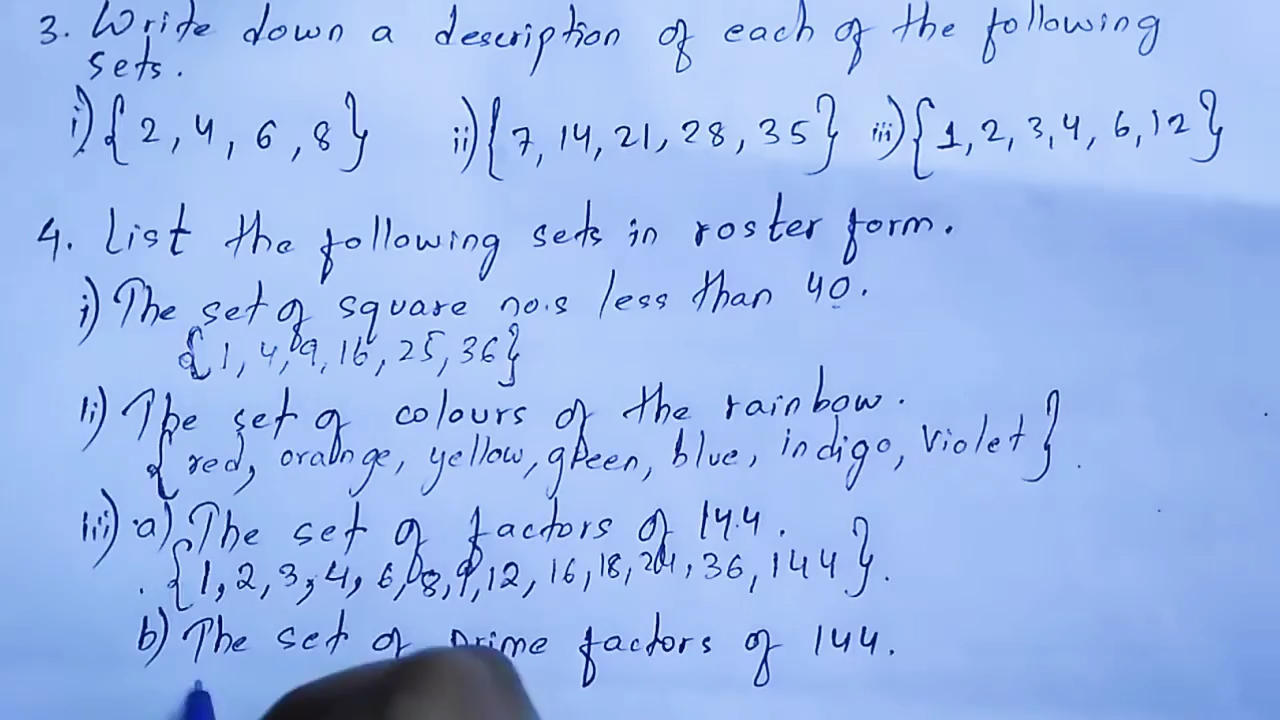 3. Write down a description of each of the following
sets.
i) {2, 4, 6, 8} ii) {7, 14, 21, 28, 35} iii) {1, 2, 3, 4, 6, 12}
4. List the following sets in roster form.
i) The set of square no.s less than 40.
{1, 4, 9, 16, 25, 36}
ii) The set of colours of the rainbow.
{red, orange, yellow, green, blue, indigo, violet}.
iii) a) The set of factors of 144.
{1, 2, 3, 4, 6, 8, 9, 12, 16, 18, 24, 36, 144}.
b) The set of prime factors of 144.